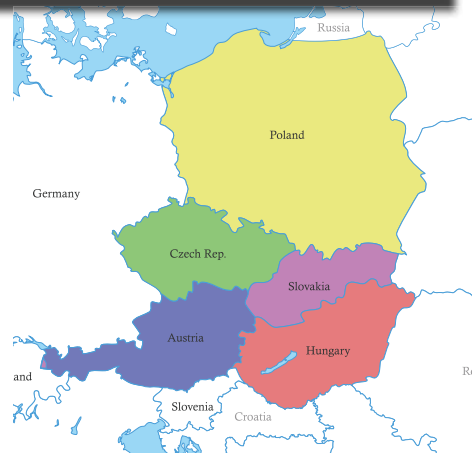 Russia
Poland
Germany
Czech Rep.
Slovakia
Austria
Hungary
and
Slovenia
Croatia